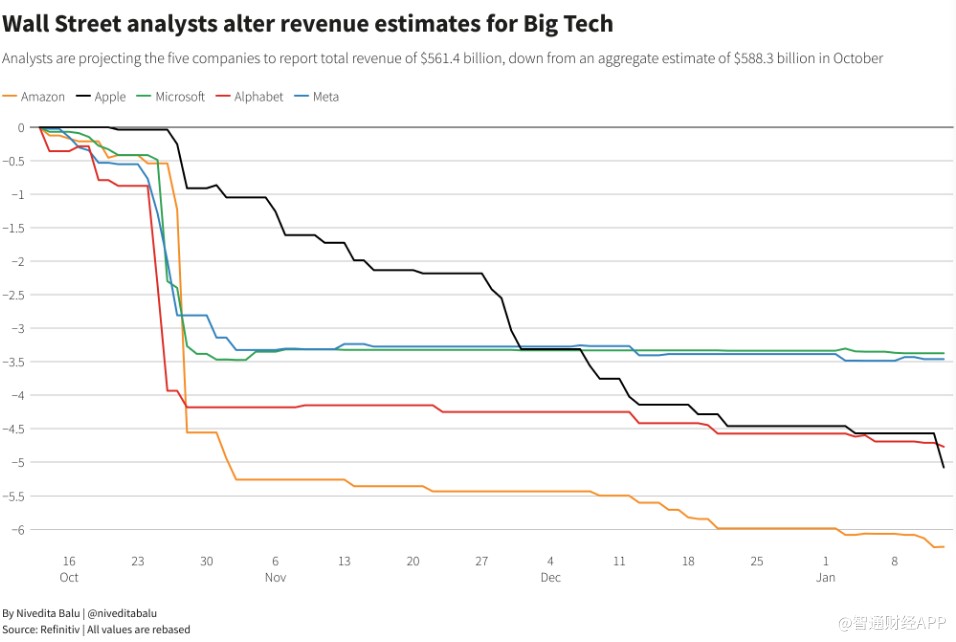 Wall Street analysts alter revenue estimates for Big Tech
Analysts are projecting the five companies to report total revenue of $561.4 billion, down from an aggregate estimate of $588.3 billion in October
Amazon Apple Microsoft Alphabet Meta
0
−0.5
−1
−1.5
−2
−2.5
−3
−3.5
−4
−4.5
−5
−5.5
−6
16 23 30 6 13 20 27 4 11 18 25 1 8
Oct Nov Dec Jan
By Nivedita Balu | @niveditabalu
Source: Refinitiv | All values are rebased
@智通财经APP